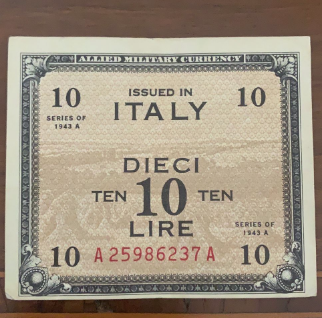 ALLIED MILITARY CURRENCY
10 ISSUED IN 10
ITALY
SERIES OF
1943 A
DIECI
TEN 10 TEN
LIRE
SERIES OF
1943 A
10 A25986237A 10